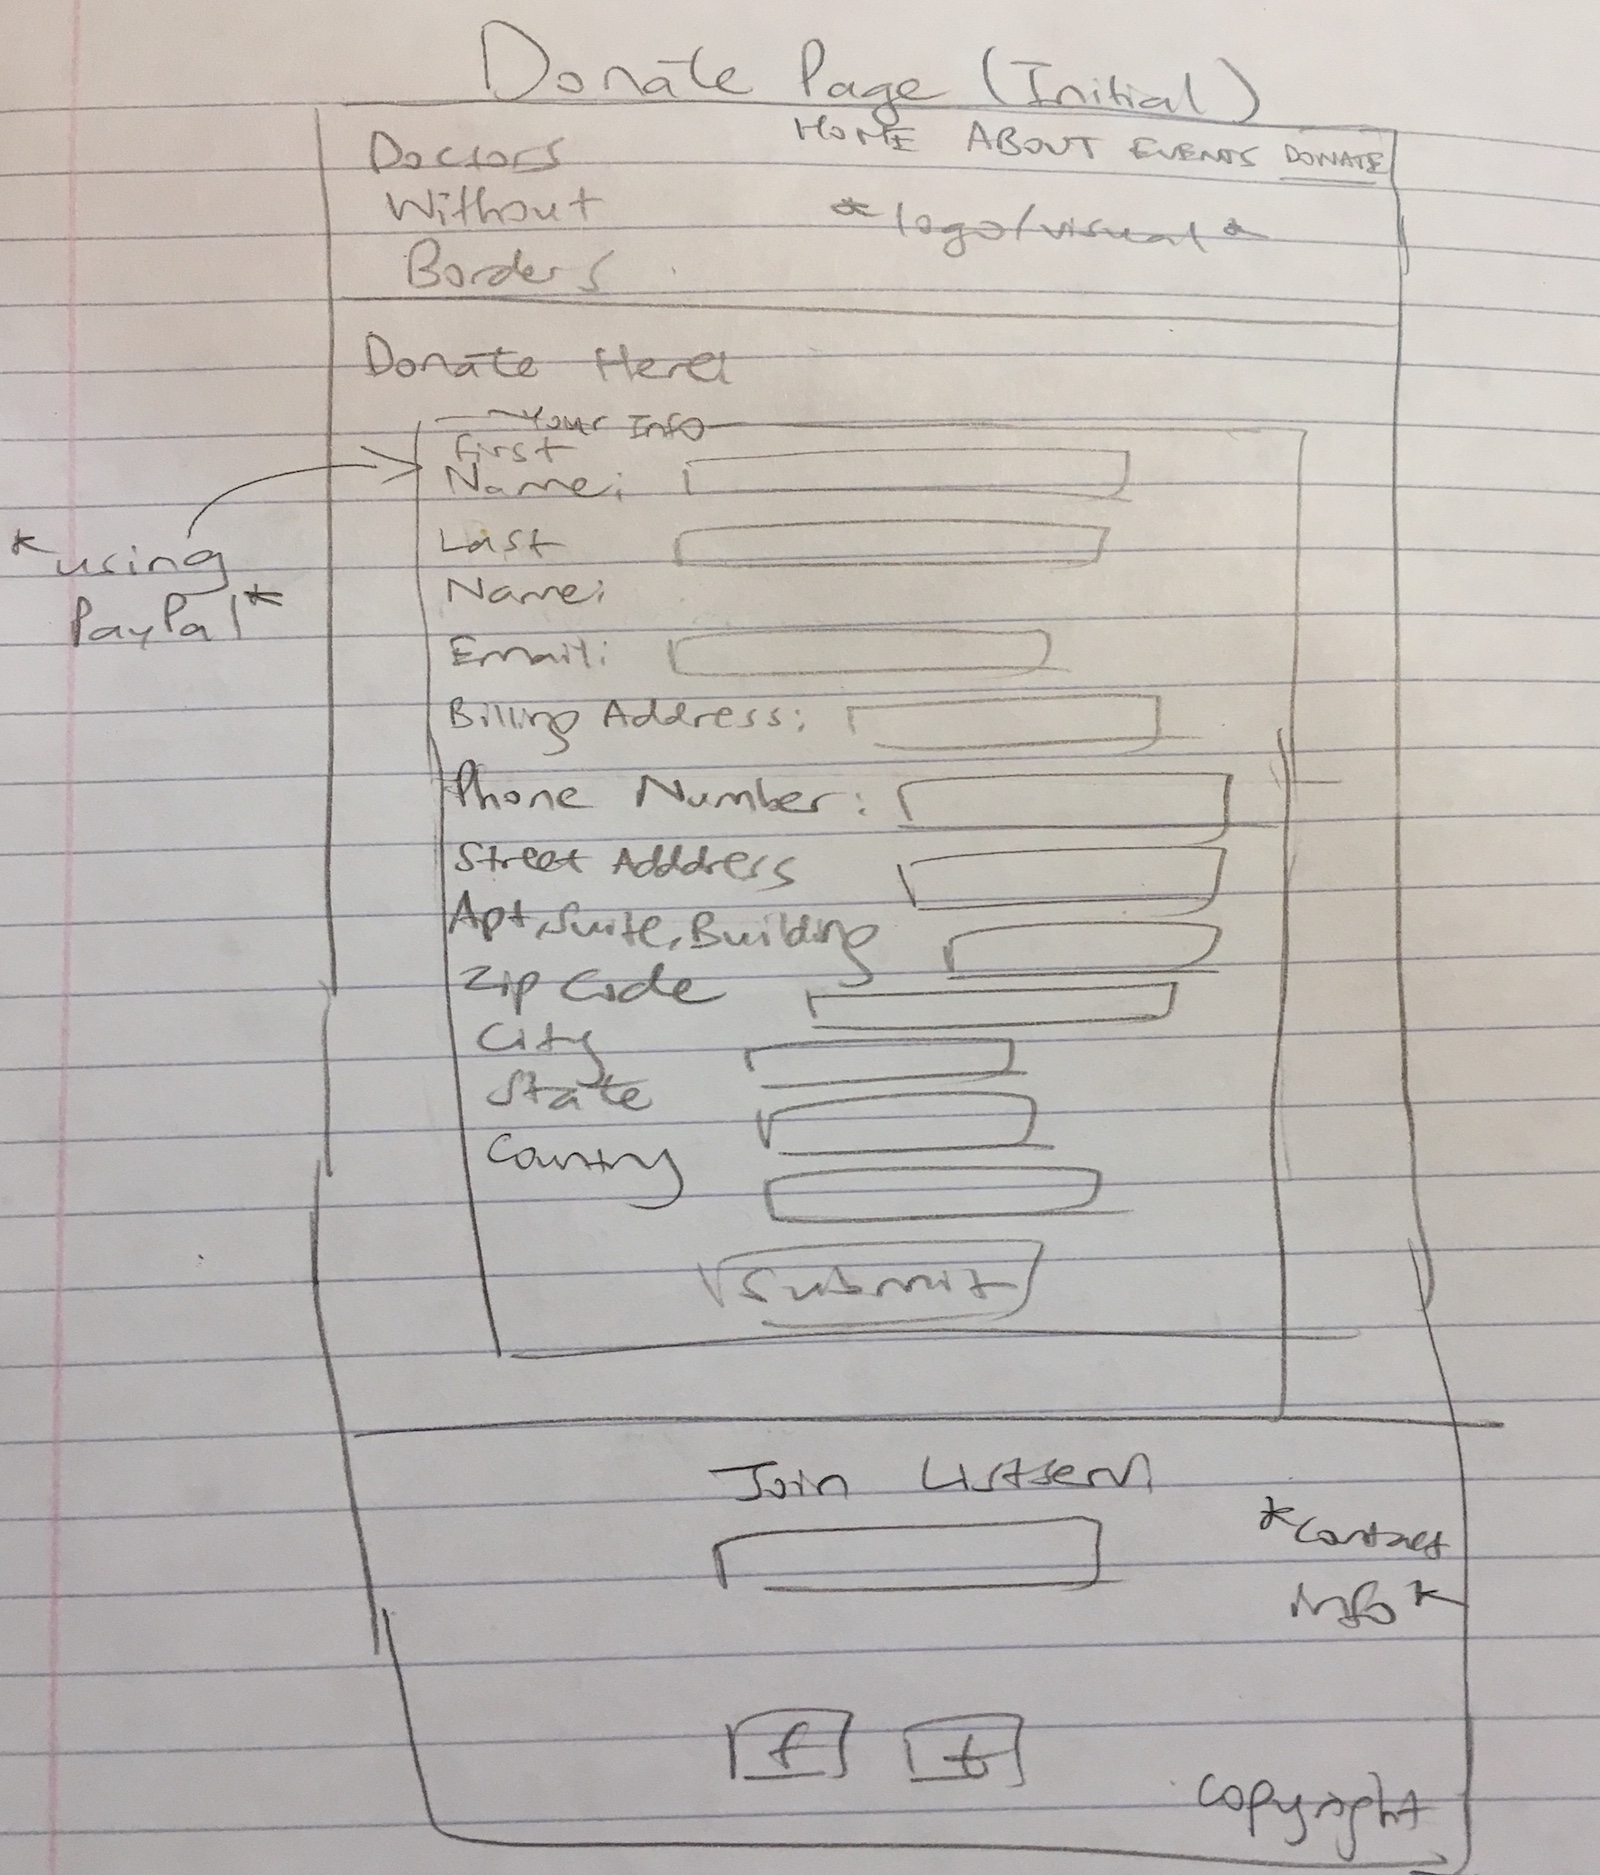 Donate Page (Initial)
HOME ABOUT EVENTS DONATE
Doctors
Without
Borders
*logo/visual*
Donate Here!
Your Info
First
Name:
Last
Name:
*using
PayPal*
Email:
Billing Address:
Phone Number:
Street Adddress
Apt, Suite, Building
Zip Code
City
State
Country
Submit
Join Listserv
*contact
info*
f t
copyright